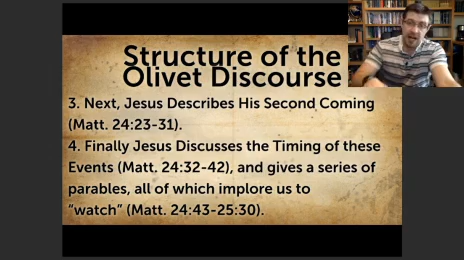 Structure of the
Olivet Discourse
3. Next, Jesus Describes His Second Coming
(Matt. 24:23-31).
4. Finally Jesus Discusses the Timing of these
Events (Matt. 24:32-42), and gives a series of
parables, all of which implore us to
"watch" (Matt. 24:43-25:30).